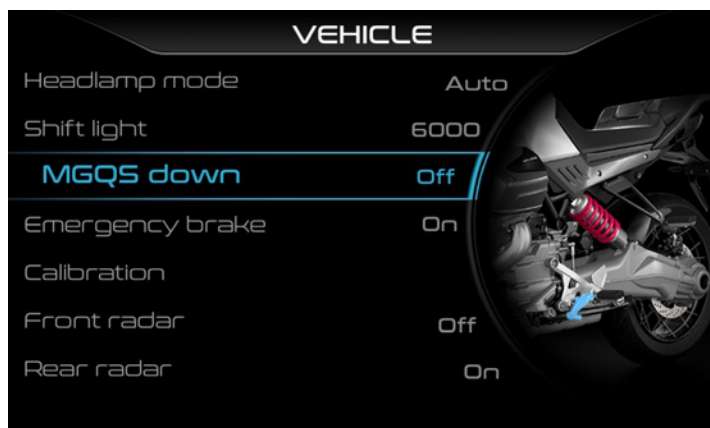 VEHICLE
Headlamp mode Auto
Shift light 6000
MGQS down Off
Emergency brake On
Calibration
Front radar Off
Rear radar On